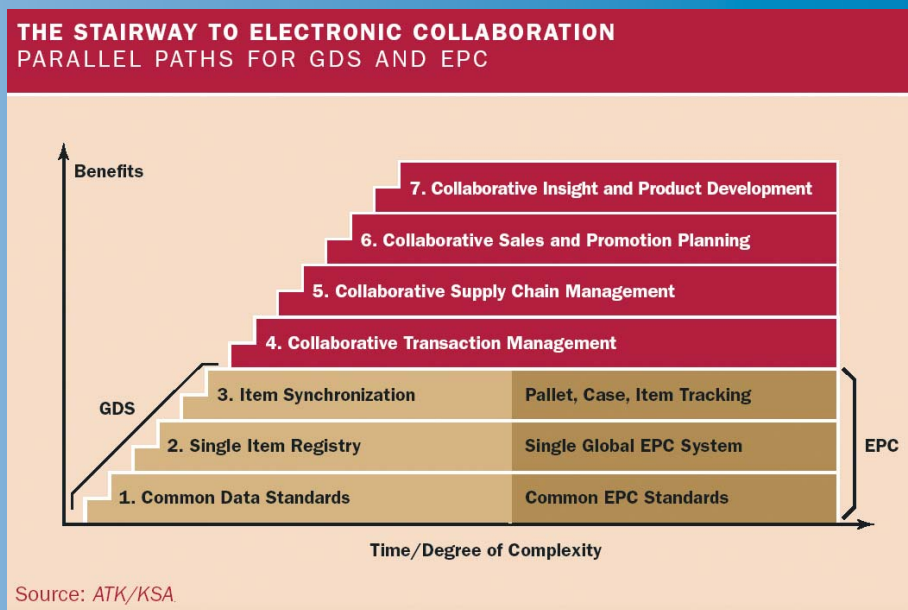 THE STAIRWAY TO ELECTRONIC COLLABORATION
PARALLEL PATHS FOR GDS AND EPC
Benefits
7. Collaborative Insight and Product Development
6. Collaborative Sales and Promotion Planning
5. Collaborative Supply Chain Management
4. Collaborative Transaction Management
GDS
3. Item Synchronization
Pallet, Case, Item Tracking
2. Single Item Registry
Single Global EPC System
EPC
1. Common Data Standards
Common EPC Standards
Time/Degree of Complexity
Source: ATK/KSA